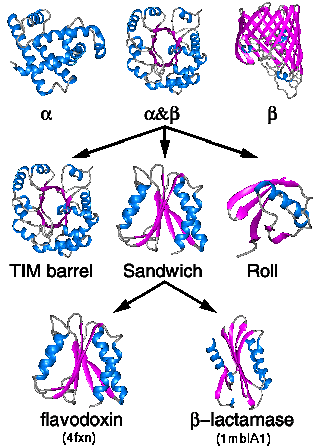 α α&β β
TIM barrel Sandwich Roll
flavodoxin β-lactamase
(4fxn) (1mblA1)